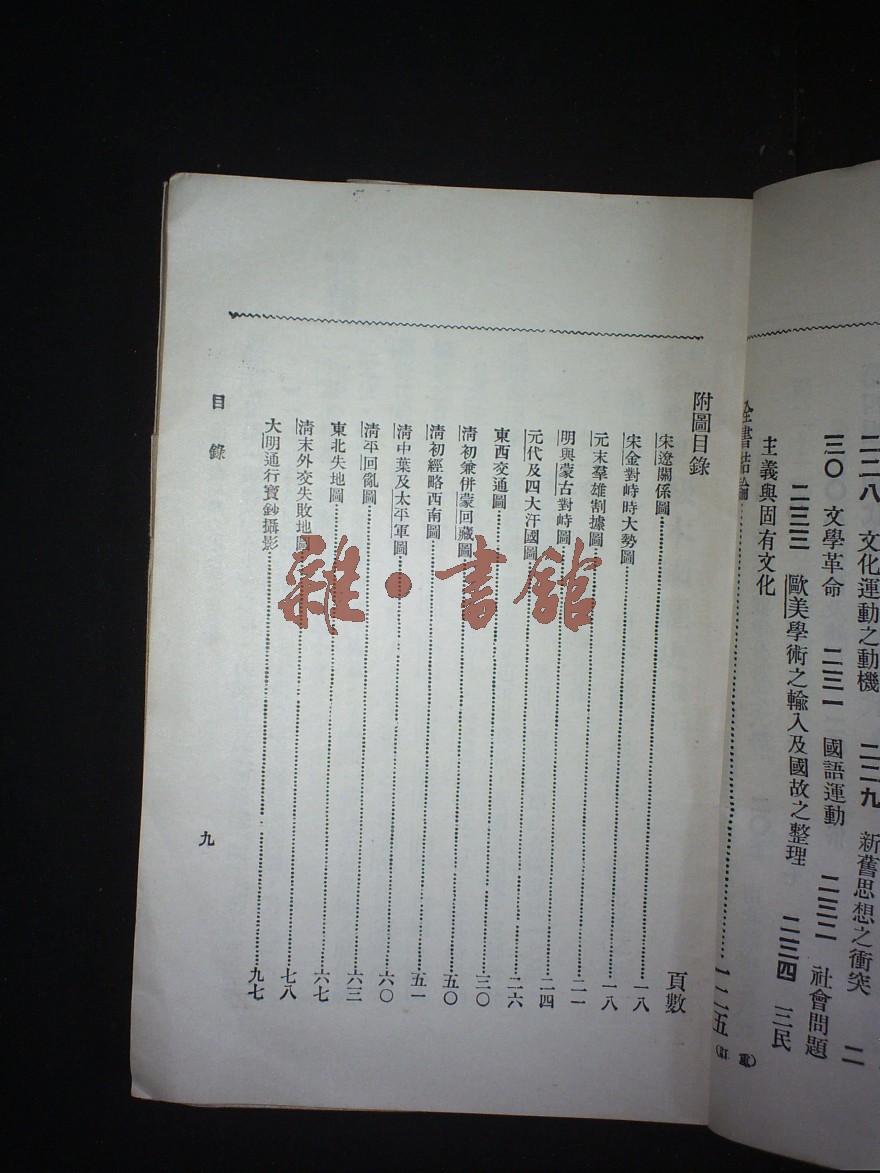 二二八 文化運動之動機 二二九 新舊思想之衝突 二
三〇 文學革命 二三一 國語運動 二三二 社會問題
二三三 歐美學術之輸入及國故之整理 二三四 三民
主義與固有文化
全書結論……一二五
(重訂)
附圖目錄 頁數
宋遼關係圖……一八
宋金對峙時大勢圖……一八
元末羣雄割據圖……二一
明與蒙古對峙圖……二四
元代及四大汗國圖……二六
東西交通圖……三〇
清初兼併蒙回藏圖……五〇
清初經略西南圖……五一
清中葉及太平軍圖……六〇
清平回亂圖……六三
東北失地圖……六七
清末外交失敗地圖……七八
大明通行寶鈔攝影……九七
目錄 九
雜·書館